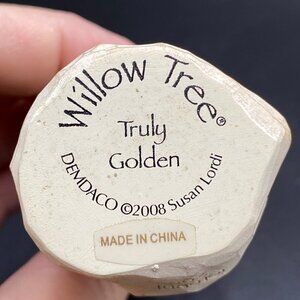 Willow Tree®
Truly
Golden
DEMDACO ©2008 Susan Lordi
MADE IN CHINA